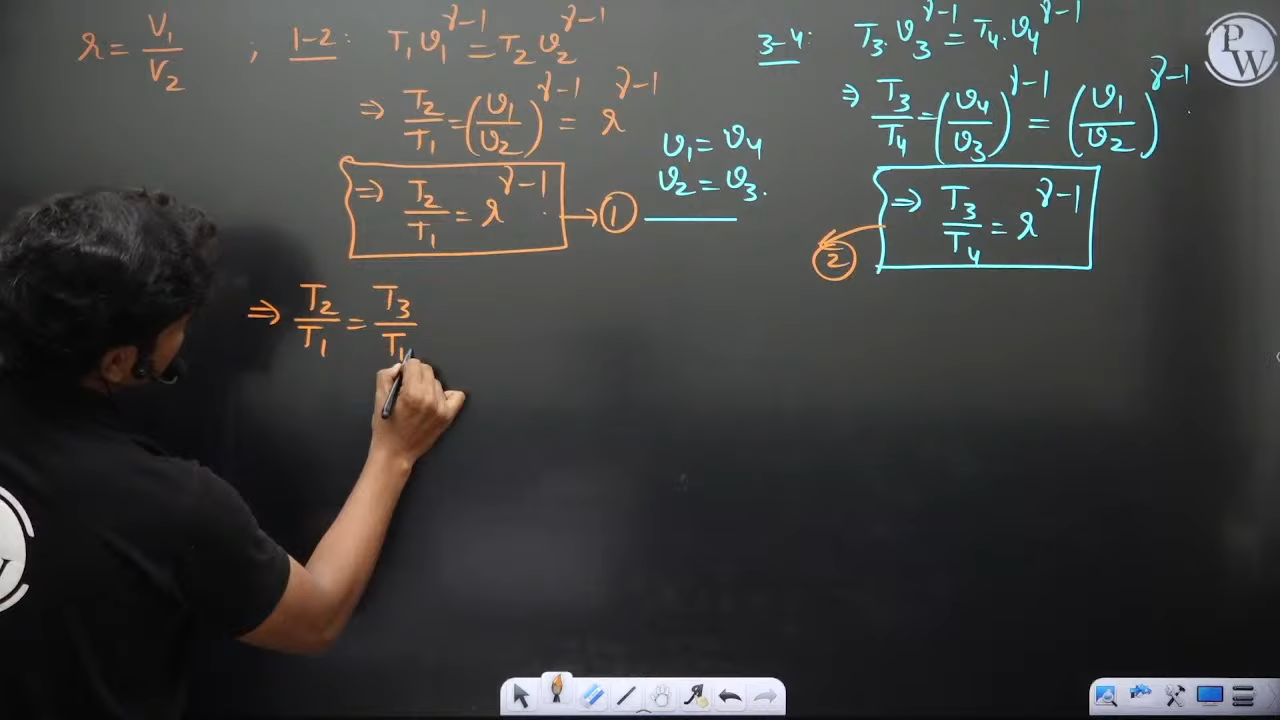 r = V₁/V₂ ; 1-2: T₁ v₁^γ-1 = T₂ v₂^γ-1
⇒ T₂/T₁ = (v₁/v₂)^γ-1 = r^γ-1
⇒ T₂/T₁ = r^γ-1 → ①
v₁ = v₄
v₂ = v₃.
3-4: T₃. v₃^γ-1 = T₄. v₄^γ-1
⇒ T₃/T₄ = (v₄/v₃)^γ-1 = (v₁/v₂)^γ-1.
⇒ T₃/T₄ = r^γ-1
②
⇒ T₂/T₁ = T₃/T
PW
W